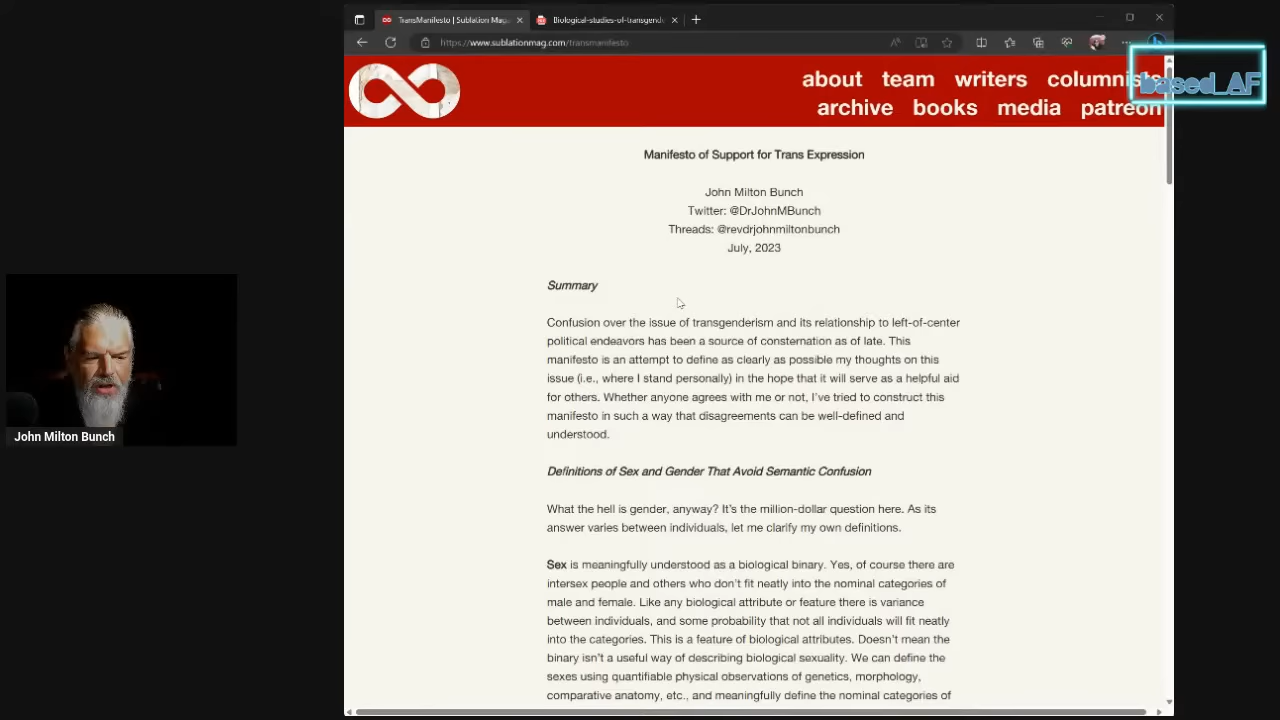 TransManifesto | Sublation Mag
Biological-studies-of-transgend
https://www.sublationmag.com/transmanifesto
based_AF
about team writers columnists
archive books media patreon
Manifesto of Support for Trans Expression
John Milton Bunch
Twitter: @DrJohnMBunch
Threads: @revdrjohnmiltonbunch
July, 2023
Summary
Confusion over the issue of transgenderism and its relationship to left-of-center
political endeavors has been a source of consternation as of late. This
manifesto is an attempt to define as clearly as possible my thoughts on this
issue (i.e., where I stand personally) in the hope that it will serve as a helpful aid
for others. Whether anyone agrees with me or not, I've tried to construct this
manifesto in such a way that disagreements can be well-defined and
understood.
Definitions of Sex and Gender That Avoid Semantic Confusion
What the hell is gender, anyway? It's the million-dollar question here. As its
answer varies between individuals, let me clarify my own definitions.
Sex is meaningfully understood as a biological binary. Yes, of course there are
intersex people and others who don't fit neatly into the nominal categories of
male and female. Like any biological attribute or feature there is variance
between individuals, and some probability that not all individuals will fit neatly
into the categories. This is a feature of biological attributes. Doesn't mean the
binary isn't a useful way of describing biological sexuality. We can define the
sexes using quantifiable physical observations of genetics, morphology,
comparative anatomy, etc., and meaningfully define the nominal categories of
John Milton Bunch